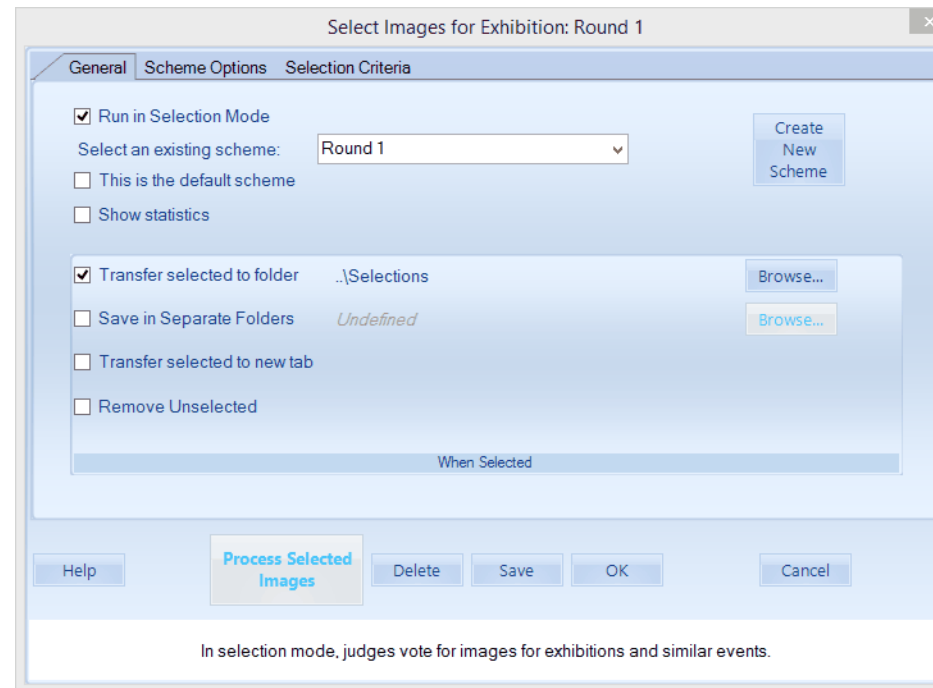 Select Images for Exhibition: Round 1
General
Scheme Options
Selection Criteria
Run in Selection Mode
Select an existing scheme:
Round 1
Create
New
Scheme
This is the default scheme
Show statistics
Transfer selected to folder
..\Selections
Browse...
Save in Separate Folders
Undefined
Browse...
Transfer selected to new tab
Remove Unselected
When Selected
Help
Process Selected
Images
Delete
Save
OK
Cancel
In selection mode, judges vote for images for exhibitions and similar events.